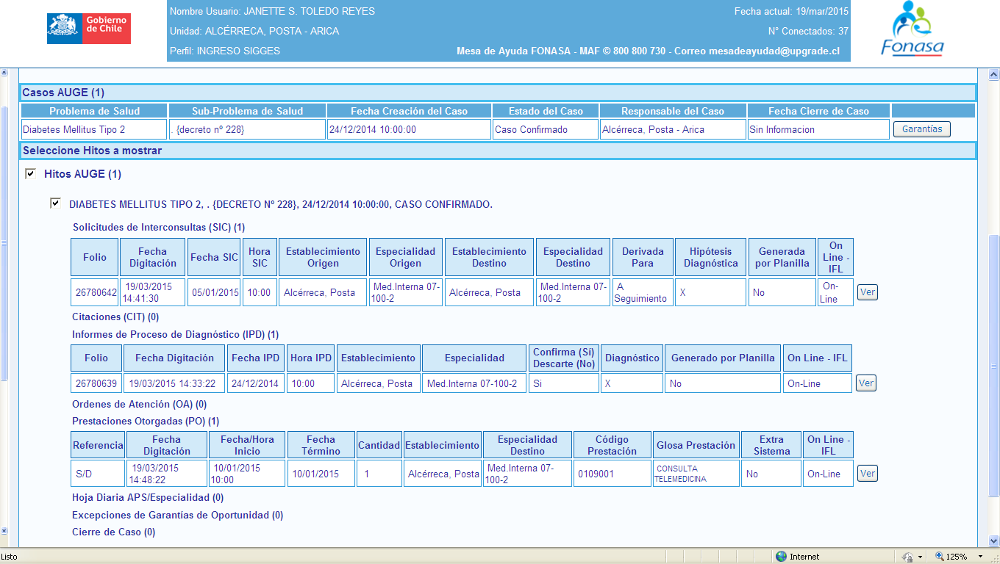 Gobierno
de Chile
Nombre Usuario: JANETTE S. TOLEDO REYES
Fecha actual: 19/mar/2015
Unidad: ALCÉRRECA, POSTA - ARICA
N° Conectados: 37
Perfil: INGRESO SIGGES
Mesa de Ayuda FONASA - MAF © 800 800 730 - Correo mesadeayudad@upgrade.cl
Fonasa
Casos AUGE (1)
Problema de Salud Sub-Problema de Salud Fecha Creación del Caso Estado del Caso Responsable del Caso Fecha Cierre de Caso
Diabetes Mellitus Tipo 2 . {decreto nº 228} 24/12/2014 10:00:00 Caso Confirmado Alcérreca, Posta - Arica Sin Informacion Garantías
Seleccione Hitos a mostrar
Hitos AUGE (1)
DIABETES MELLITUS TIPO 2, . {DECRETO Nº 228}, 24/12/2014 10:00:00, CASO CONFIRMADO.
Solicitudes de Interconsultas (SIC) (1)
Folio Fecha Digitación Fecha SIC Hora SIC Establecimiento Origen Especialidad Origen Establecimiento Destino Especialidad Destino Derivada Para Hipótesis Diagnóstica Generada por Planilla On Line - IFL
26780642 19/03/2015 14:41:30 05/01/2015 10:00 Alcérreca, Posta Med.Interna 07-100-2 Alcérreca, Posta Med.Interna 07-100-2 A Seguimiento X No On-Line Ver
Citaciones (CIT) (0)
Informes de Proceso de Diagnóstico (IPD) (1)
Folio Fecha Digitación Fecha IPD Hora IPD Establecimiento Especialidad Confirma (Sí) Descarte (No) Diagnóstico Generado por Planilla On Line - IFL
26780639 19/03/2015 14:33:22 24/12/2014 10:00 Alcérreca, Posta Med.Interna 07-100-2 Si X No On-Line Ver
Ordenes de Atención (OA) (0)
Prestaciones Otorgadas (PO) (1)
Referencia Fecha Digitación Fecha/Hora Inicio Fecha Término Cantidad Establecimiento Especialidad Destino Código Prestación Glosa Prestación Extra Sistema On Line - IFL
S/D 19/03/2015 14:48:22 10/01/2015 10:00 10/01/2015 1 Alcérreca, Posta Med.Interna 07-100-2 0109001 CONSULTA TELEMEDICINA No On-Line Ver
Hoja Diaria APS/Especialidad (0)
Excepciones de Garantías de Oportunidad (0)
Cierre de Caso (0)
Listo
Internet
125%